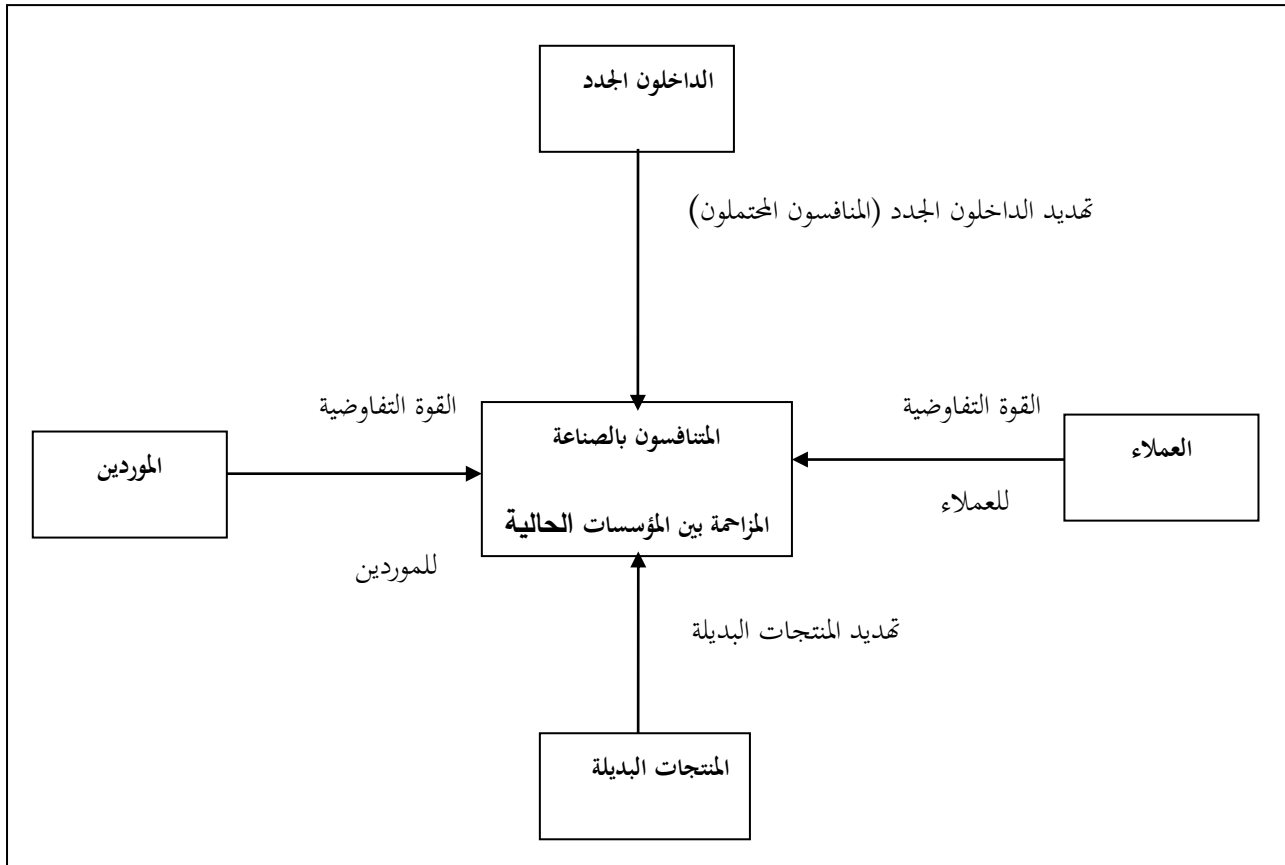 الداخلون الجدد
تهديد الداخلون الجدد (المنافسون المحتملون)
القوة التفاوضية
القوة التفاوضية
العملاء
المتنافسون بالصناعة
الموردين
للعملاء
المزاحمة بين المؤسسات الحالية
للموردين
تهديد المنتجات البديلة
المنتجات البديلة